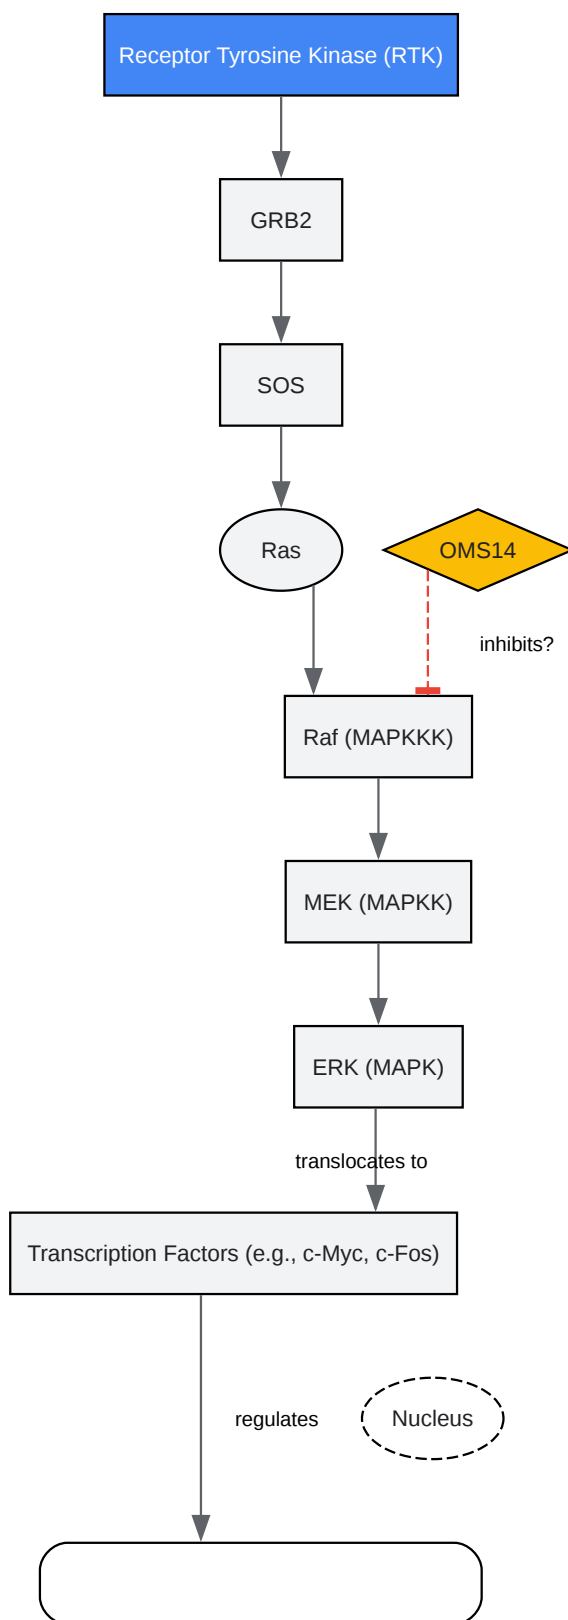 Receptor Tyrosine Kinase (RTK)
GRB2
SOS
Ras
OMS14
inhibits?
Raf (MAPKKK)
MEK (MAPKK)
ERK (MAPK)
translocates to
Transcription Factors (e.g., c-Myc, c-Fos)
regulates
Nucleus